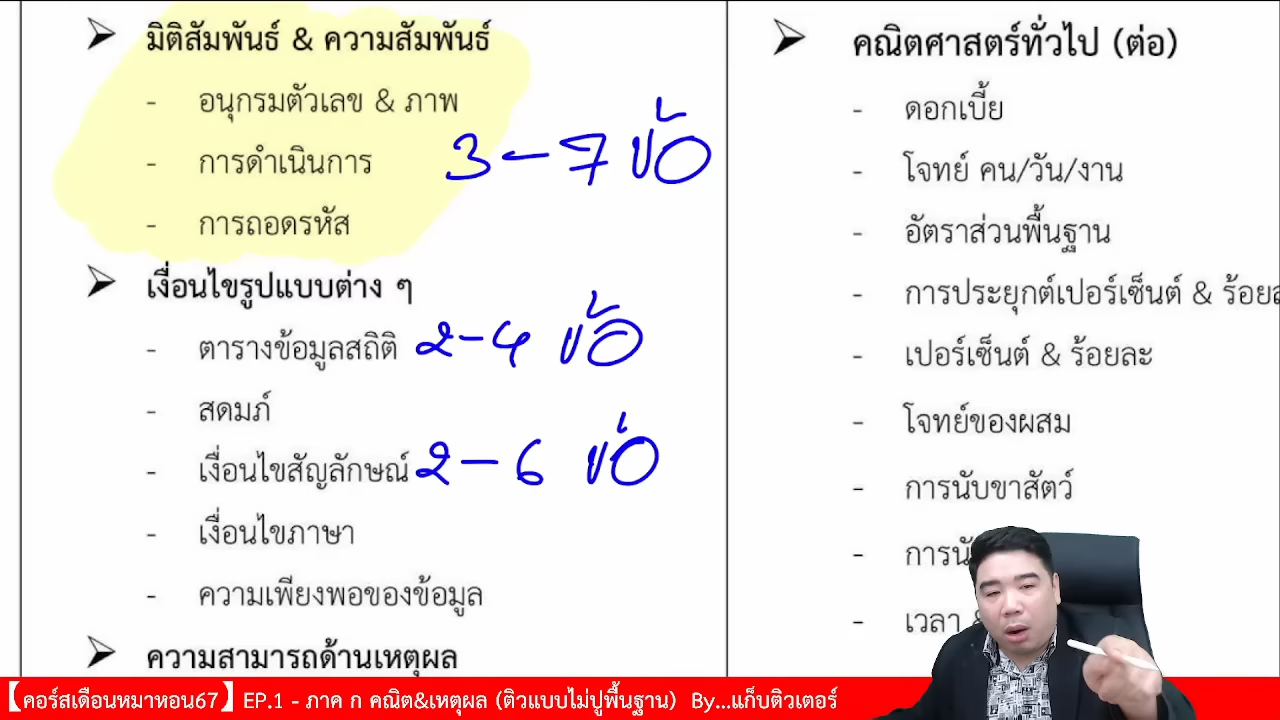 ➢ มิติสัมพันธ์ & ความสัมพันธ์
- อนุกรมตัวเลข & ภาพ
- การดำเนินการ 3 – 7 ข้อ
- การถอดรหัส
➢ เงื่อนไขรูปแบบต่าง ๆ
- ตารางข้อมูลสถิติ 2 – 4 ข้อ
- สดมภ์
- เงื่อนไขสัญลักษณ์ 2 – 6 ข้อ
- เงื่อนไขภาษา
- ความเพียงพอของข้อมูล
➢ ความสามารถด้านเหตุผล
➢ คณิตศาสตร์ทั่วไป (ต่อ)
- ดอกเบี้ย
- โจทย์ คน/วัน/งาน
- อัตราส่วนพื้นฐาน
- การประยุกต์เปอร์เซ็นต์ &
- เปอร์เซ็นต์ & ร้อยละ
- โจทย์ของผสม
- การนับขาสัตว์
-
- เวลา
【คอร์สเดือนหมาหอน67】 EP.1 - ภาค ก คณิต&เหตุผล (ติวแบบไม่ปูพื้นฐาน) By...แก็บติวเตอร์